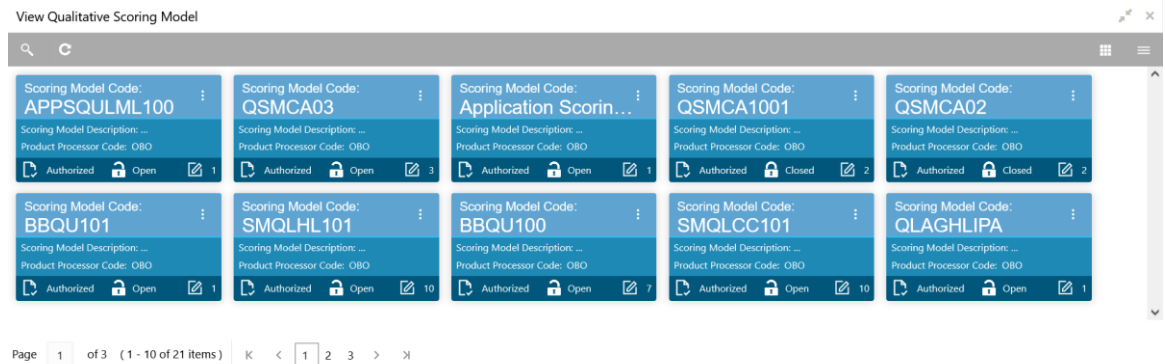 View Qualitative Scoring Model
Scoring Model Code:
APPSQULML100
Scoring Model Description: ...
Product Processor Code: OBO
Authorized Open 1
Scoring Model Code:
QSMCA03
Scoring Model Description: ...
Product Processor Code: OBO
Authorized Open 3
Scoring Model Code:
Application Scorin...
Scoring Model Description: ...
Product Processor Code: OBO
Authorized Open 1
Scoring Model Code:
QSMCA1001
Scoring Model Description: ...
Product Processor Code: OBO
Authorized Closed 2
Scoring Model Code:
QSMCA02
Scoring Model Description: ...
Product Processor Code: OBO
Authorized Closed 2
Scoring Model Code:
BBQU101
Scoring Model Description: ...
Product Processor Code: OBO
Authorized Open 1
Scoring Model Code:
SMQLHL101
Scoring Model Description: ...
Product Processor Code: OBO
Authorized Open 10
Scoring Model Code:
BBQU100
Scoring Model Description: ...
Product Processor Code: OBO
Authorized Open 7
Scoring Model Code:
SMQLCC101
Scoring Model Description: ...
Product Processor Code: OBO
Authorized Open 10
Scoring Model Code:
QLAGHLIPA
Scoring Model Description: ...
Product Processor Code: OBO
Authorized Open 1
Page 1 of 3 (1 - 10 of 21 items) 1 2 3